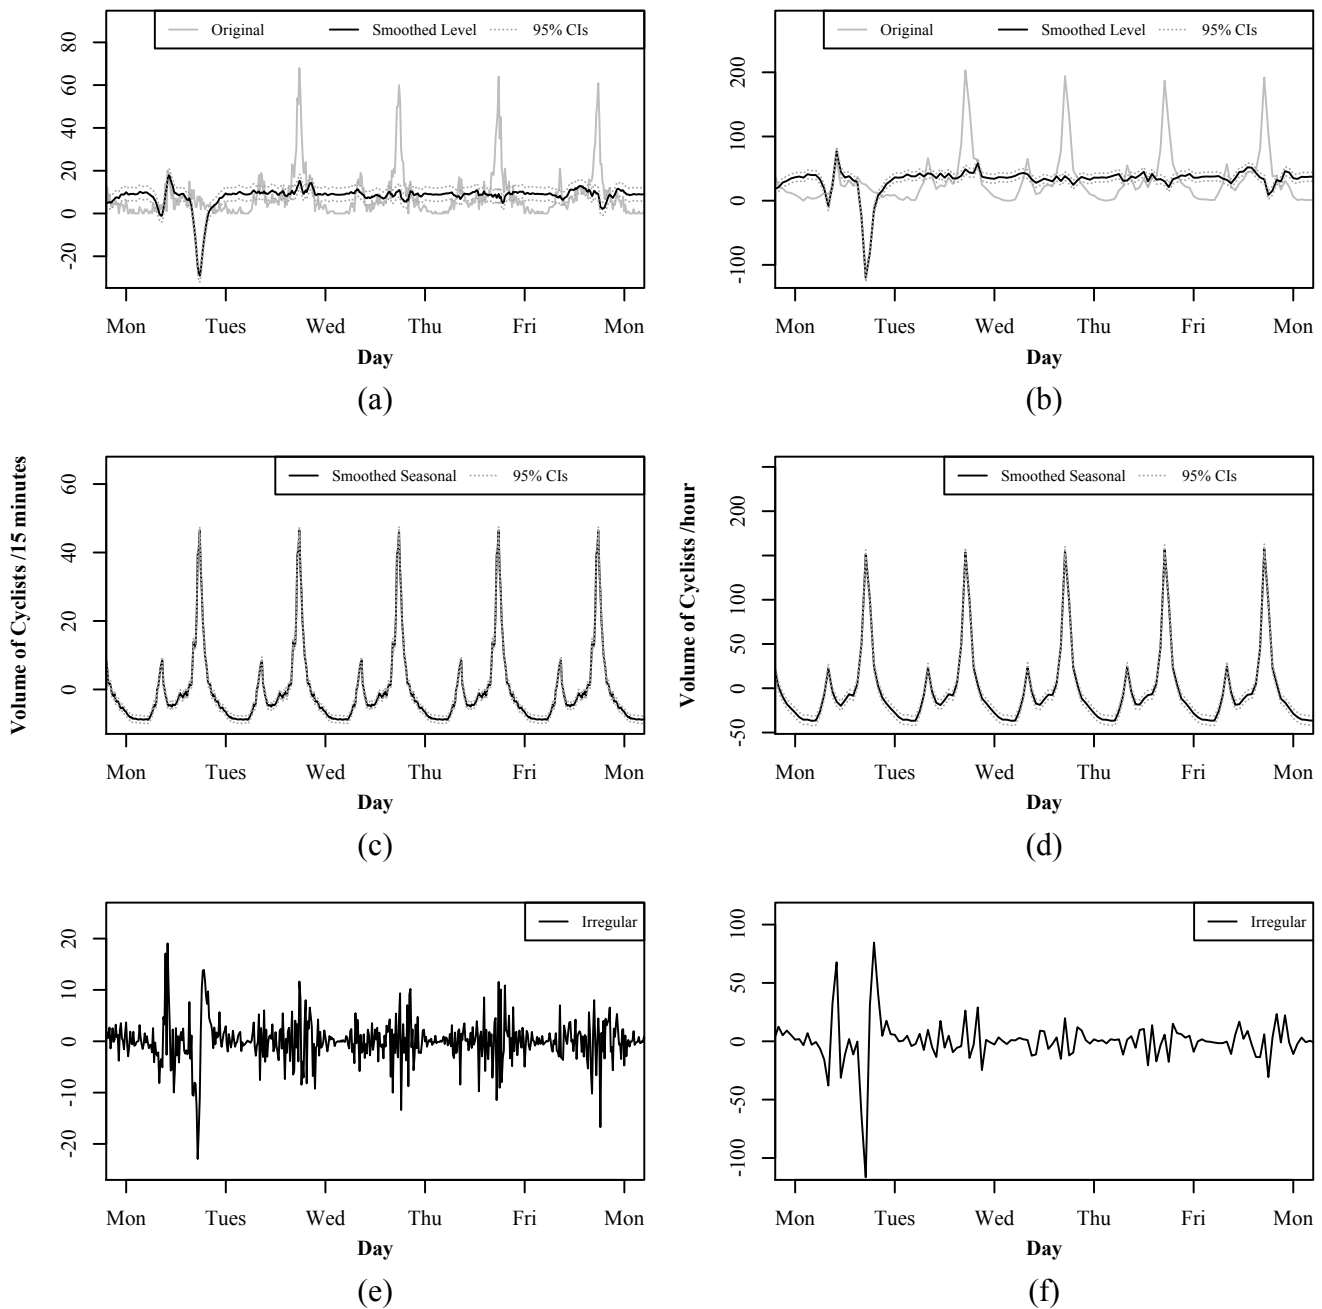 Original Smoothed Level 95% CIs
80
60
40
20
0
-20
Mon Tues Wed Thu Fri Mon
Day
(a)
Original Smoothed Level 95% CIs
200
100
0
-100
Mon Tues Wed Thu Fri Mon
Day
(b)
Volume of Cyclists /15 minutes
Smoothed Seasonal 95% CIs
60
40
20
0
Mon Tues Wed Thu Fri Mon
Day
(c)
Volume of Cyclists /hour
Smoothed Seasonal 95% CIs
200
100
50
0
-50
Mon Tues Wed Thu Fri Mon
Day
(d)
Irregular
20
10
0
-10
-20
Mon Tues Wed Thu Fri Mon
Day
(e)
Irregular
100
50
0
-50
-100
Mon Tues Wed Thu Fri Mon
Day
(f)